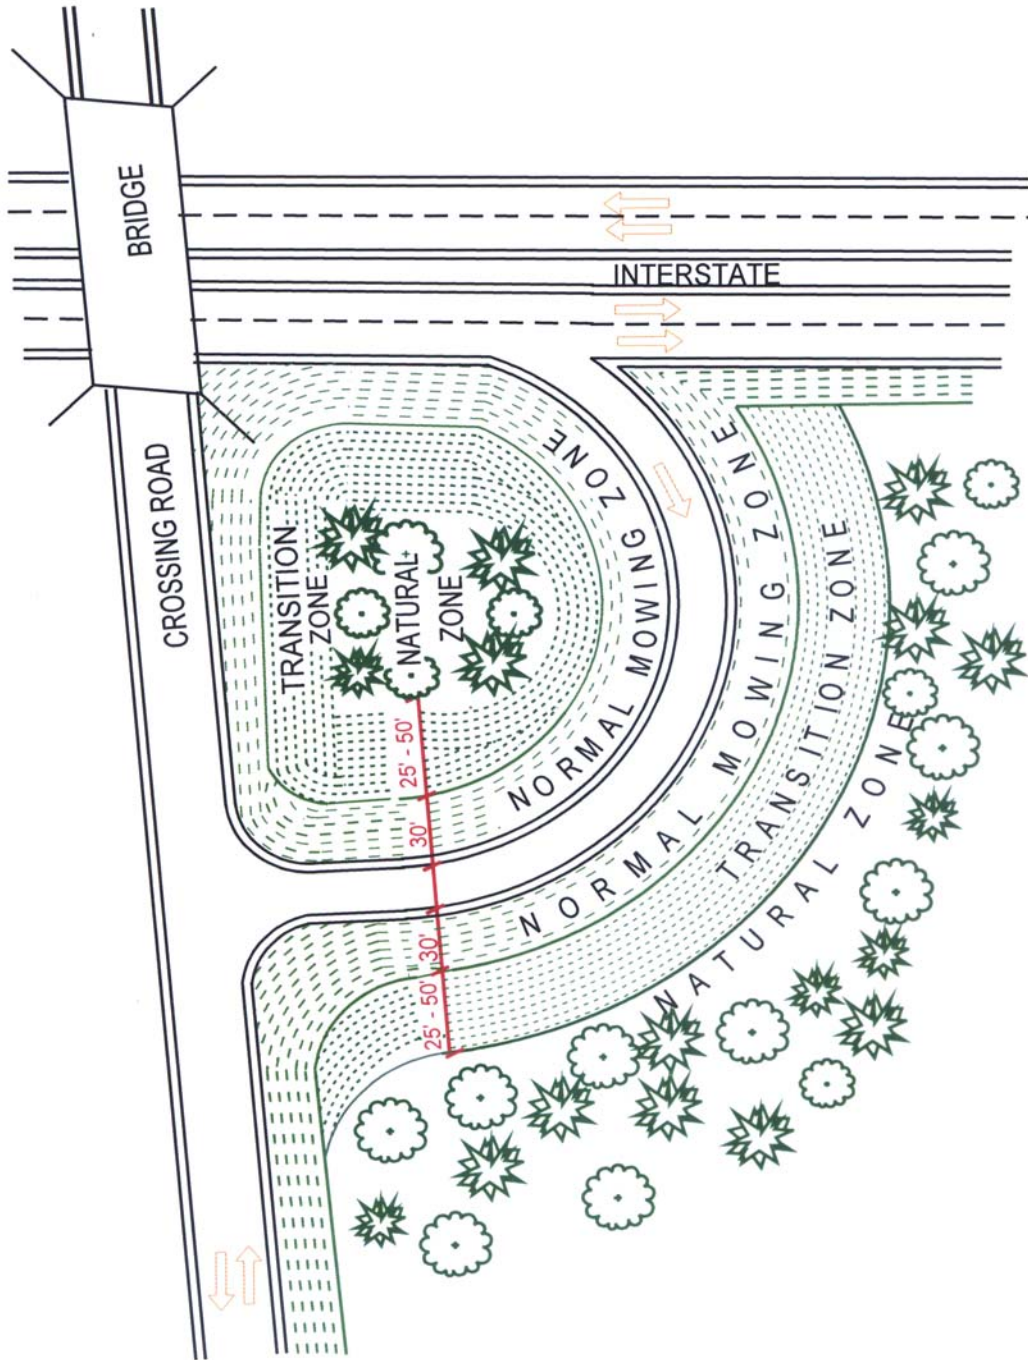 BRIDGE
INTERSTATE
CROSSING ROAD
TRANSITION
ZONE
NATURAL
ZONE
NORMAL MOWING ZONE
NORMAL MOWING ZONE
TRANSITION ZONE
NATURAL ZONE
25' - 50'
30'
30'
25' - 50'